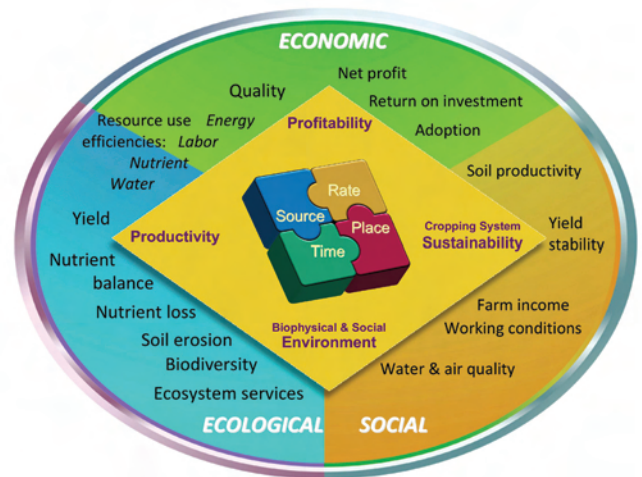 ECONOMIC
Net profit
Quality
Return on investment
Resource use Energy
efficiencies: Labor
Nutrient
Water
Profitability
Adoption
Soil productivity
Rate
Source
Place
Time
Yield
Productivity
Cropping System
Sustainability
Yield
stability
Nutrient
balance
Nutrient loss
Farm income
Working conditions
Soil erosion
Biodiversity
Biophysical & Social
Environment
Water & air quality
Ecosystem services
ECOLOGICAL
SOCIAL